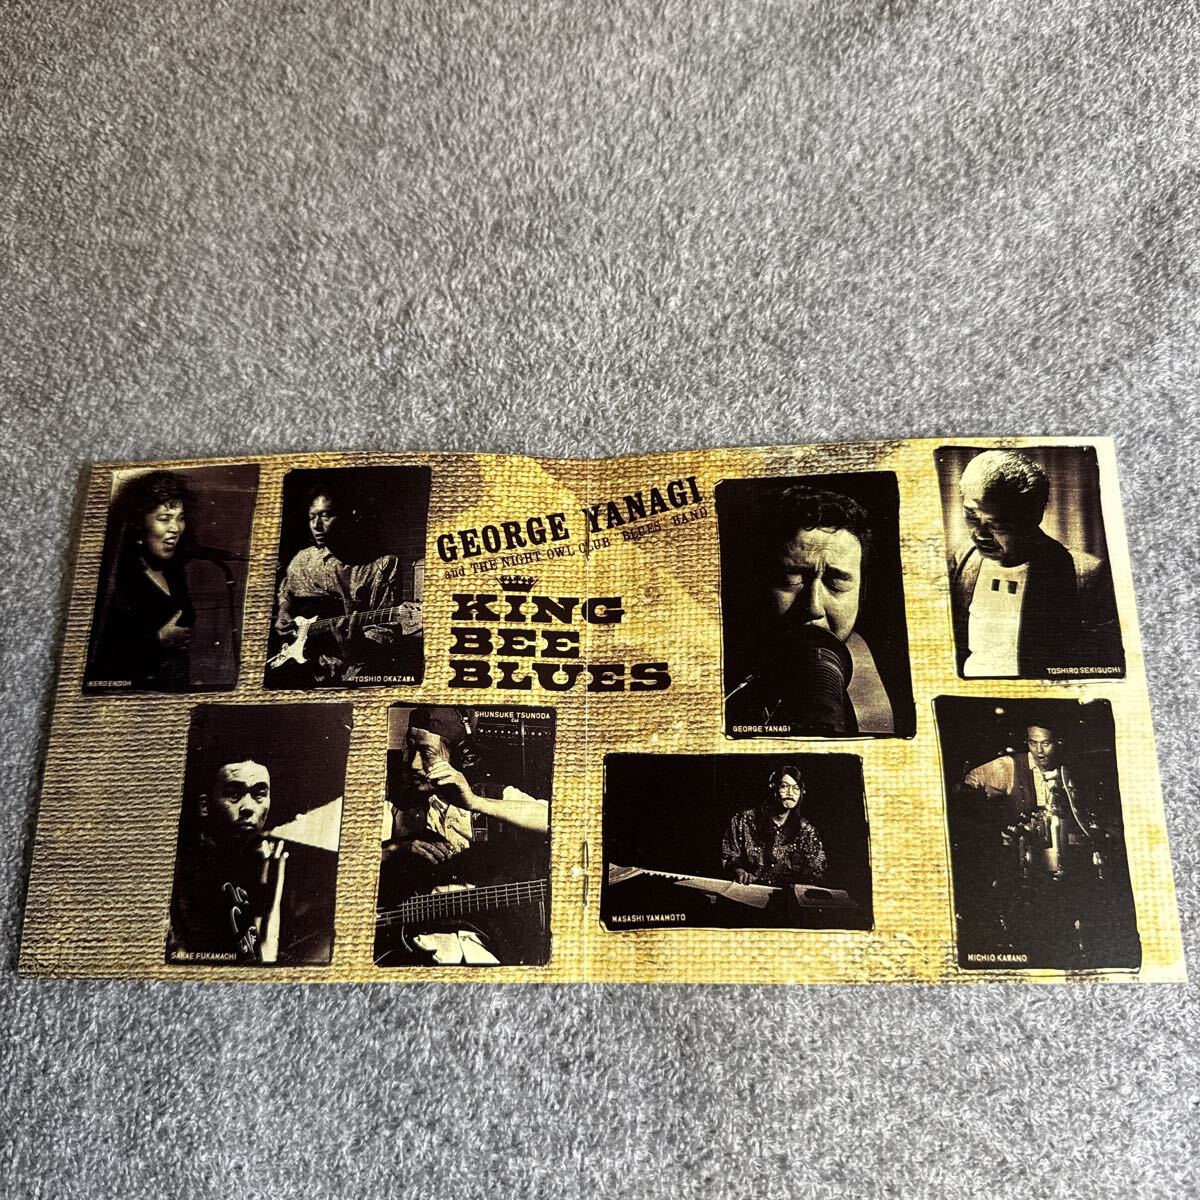 GEORGE YANAGI
and THE NIGHT OWL CLUB BLUES BAND
KING
BEE
BLUES
KERO ENDOH
TOSHIO OKAZAWA
GEORGE YANAGI
TOSHIRO SEKIGUCHI
SAKAE FUKAMACHI
SHUNSUKE TSUNODA
MASASHI YAMAMOTO
MICHIO KAWANO